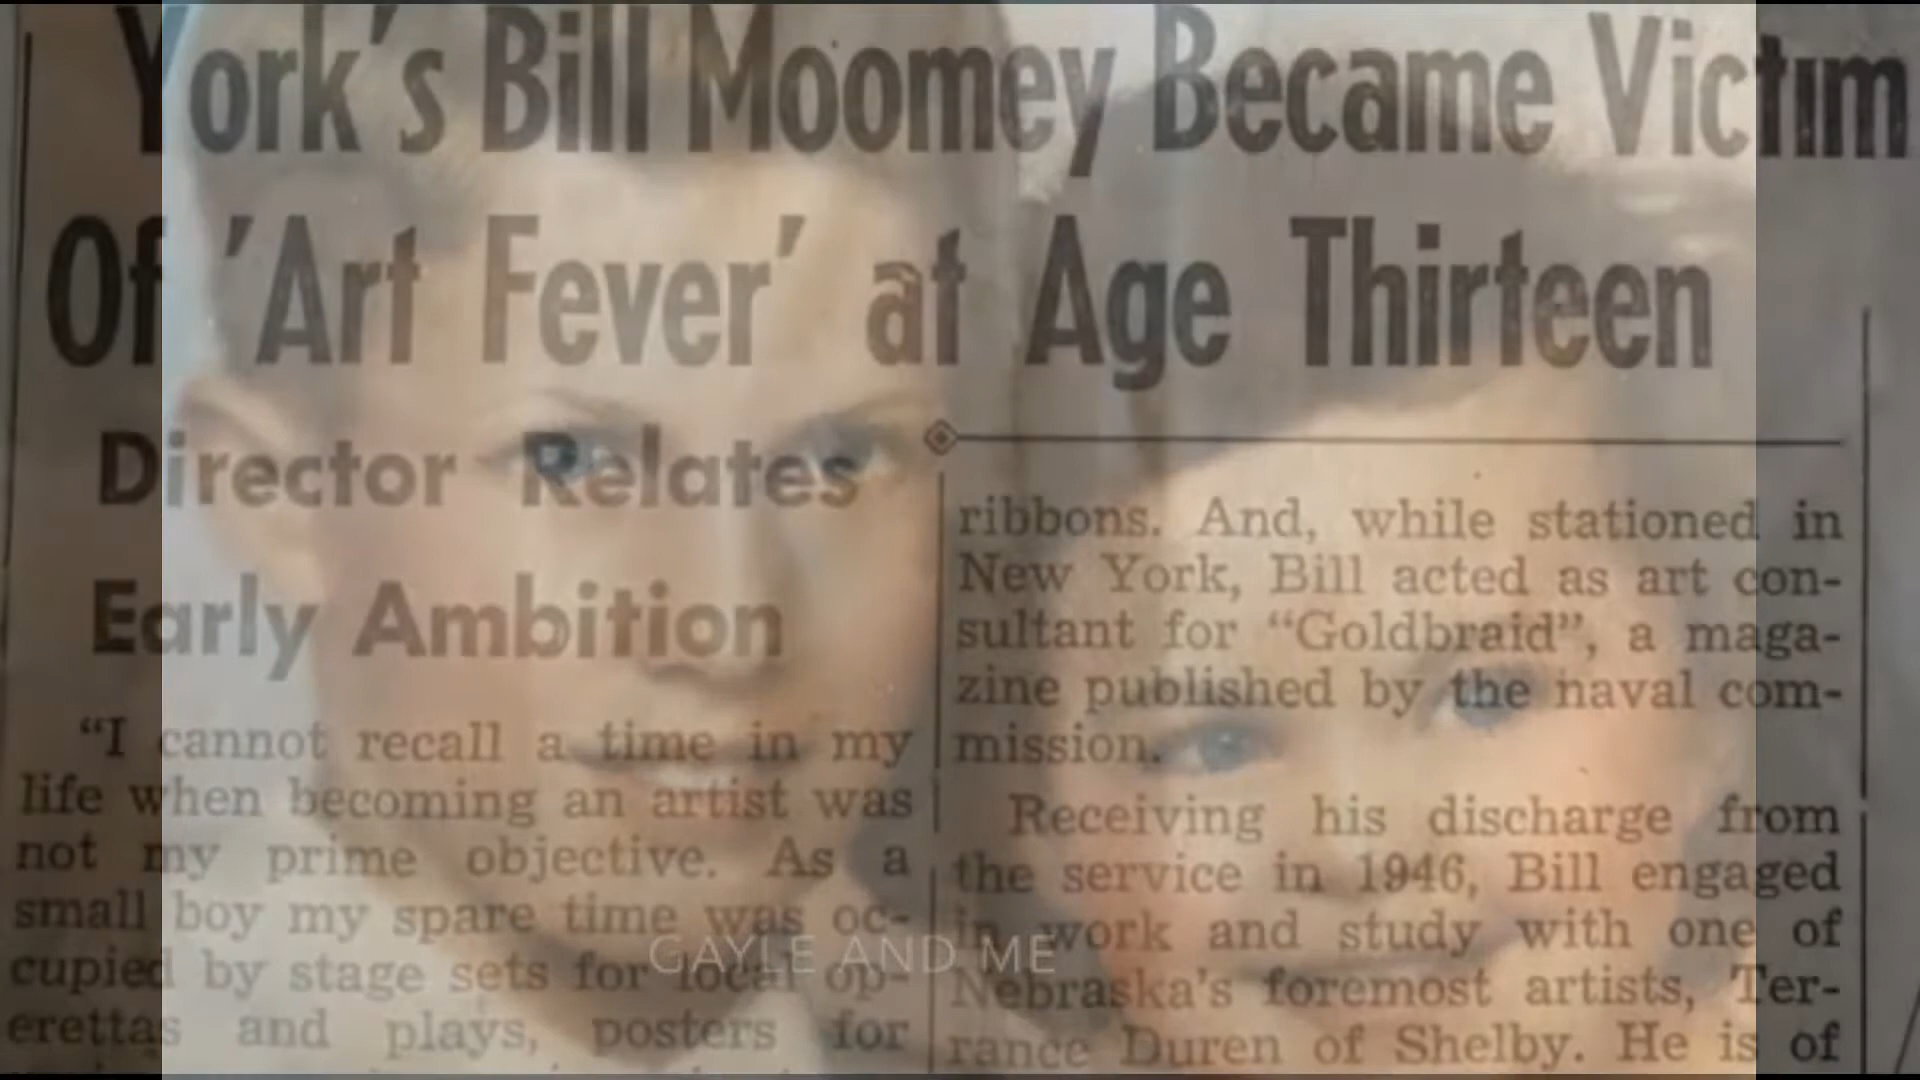 York's Bill Moomey Became Victim
Of 'Art Fever' at Age Thirteen
Director Relates
Early Ambition
"I cannot recall a time in my
life when becoming an artist was
not my prime objective. As a
small boy my spare time was oc-
cupied by stage sets for local op-
erettas and plays, posters for
ribbons. And, while stationed in
New York, Bill acted as art con-
sultant for "Goldbraid", a maga-
zine published by the naval com-
mission.
Receiving his discharge from
the service in 1946, Bill engaged
in work and study with one of
Nebraska's foremost artists, Ter-
rance Duren of Shelby. He is of
GAYLE AND ME